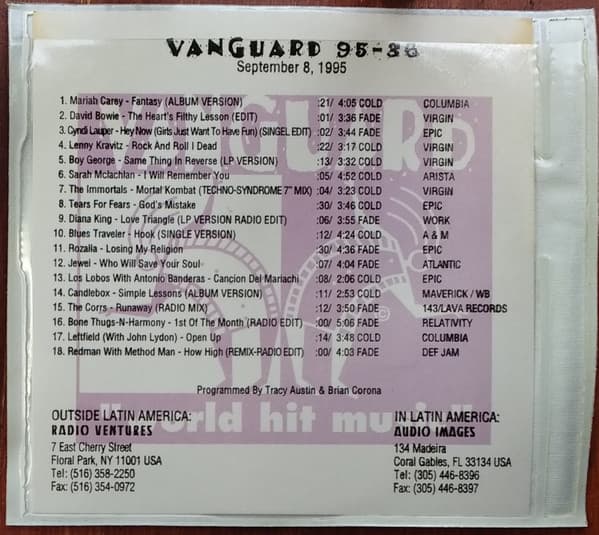 VANGUARD 95-36
September 8, 1995
1. Mariah Carey - Fantasy (ALBUM VERSION) :21/ 4:05 COLD COLUMBIA
2. David Bowie - The Heart's Filthy Lesson (EDIT) :01/ 3:36 FADE VIRGIN
3. Cyndi Lauper - Hey Now (Girls Just Want To Have Fun) (SINGEL EDIT) :02/ 3:44 FADE EPIC
4. Lenny Kravitz - Rock And Roll I Dead :22/ 3:17 COLD VIRGIN
5. Boy George - Same Thing In Reverse (LP VERSION) :13/ 3:32 COLD VIRGIN
6. Sarah Mclachlan - I Will Remember You :05/ 4:52 COLD ARISTA
7. The Immortals - Mortal Kombat (TECHNO-SYNDROME 7" MIX) :04/ 3:23 COLD VIRGIN
8. Tears For Fears - God's Mistake :30/ 3:46 COLD EPIC
9. Diana King - Love Triangle (LP VERSION RADIO EDIT) :06/ 3:55 FADE WORK
10. Blues Traveler - Hook (SINGLE VERSION) :12/ 4:24 COLD A & M
11. Rozalla - Losing My Religion :30/ 4:36 FADE EPIC
12. Jewel - Who Will Save Your Soul :07/ 4:04 FADE ATLANTIC
13. Los Lobos With Antonio Banderas - Cancion Del Mariachi :08/ 2:06 COLD EPIC
14. Candlebox - Simple Lessons (ALBUM VERSION) :11/ 2:53 COLD MAVERICK / WB
15. The Corrs - Runaway (RADIO MIX) :12/ 3:50 FADE 143/LAVA RECORDS
16. Bone Thugs-N-Harmony - 1st Of The Month (RADIO EDIT) 5:06 FADE RELATIVITY
17. Leftfield (With John Lydon) - Open Up :14/ 3:48 COLD COLUMBIA
18. Redman With Method Man - How High (REMIX-RADIO EDIT) :00/ 4:03 FADE DEF JAM
Programmed By Tracy Austin & Brian Corona
OUTSIDE LATIN AMERICA:
RADIO VENTURES
7 East Cherry Street
Floral Park, NY 11001 USA
Tel: (516) 358-2250
Fax: (516) 354-0972
IN LATIN AMERICA:
AUDIO IMAGES
134 Madeira
Coral Gables, FL 33134 USA
Tel: (305) 446-8396
Fax: (305) 446-8397
VANGUARD
world hit music